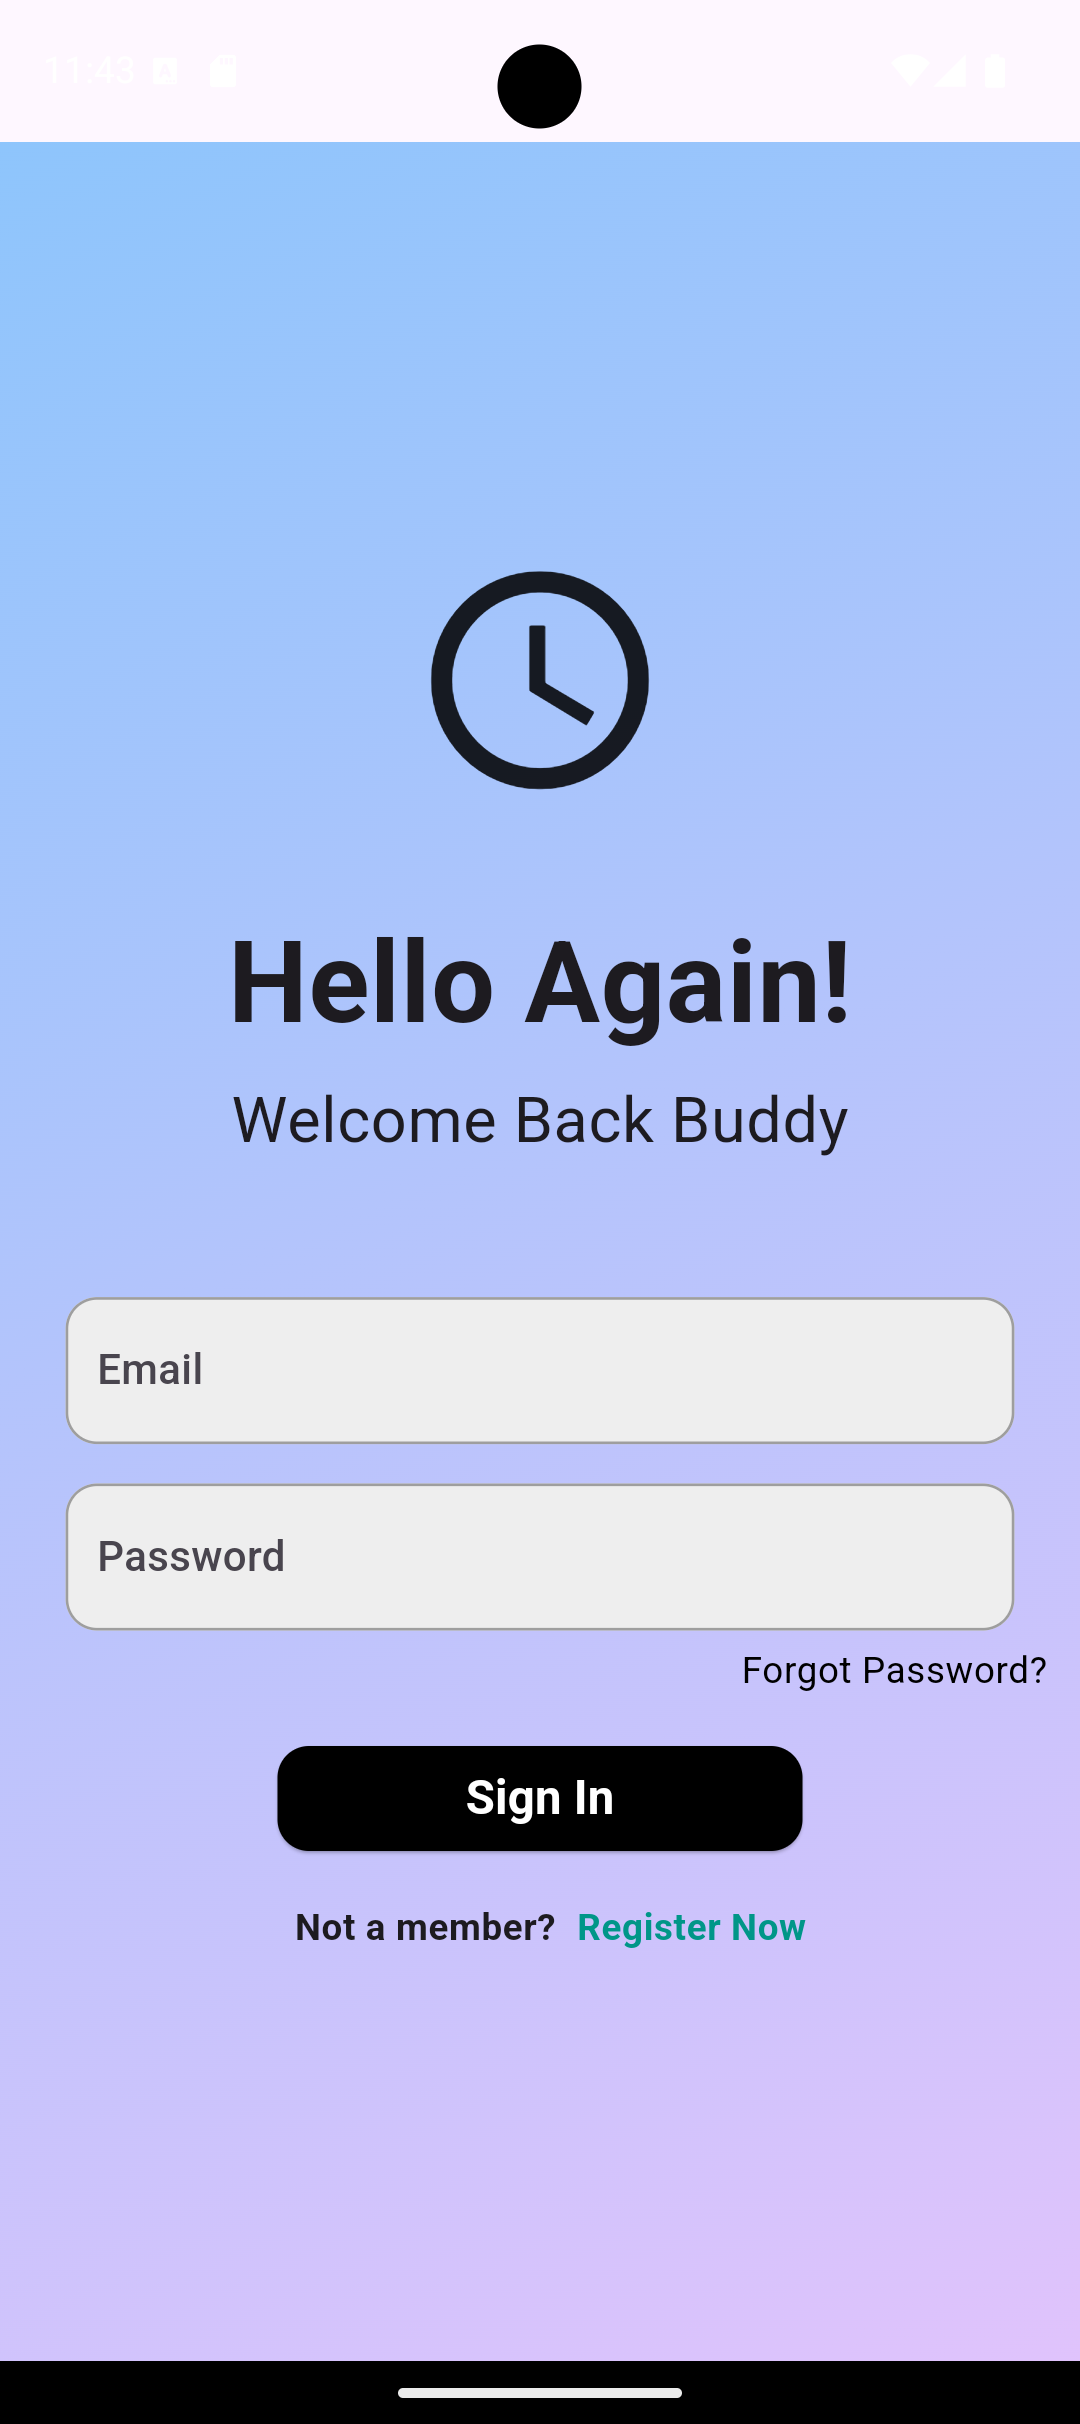 11:43
Hello Again!
Welcome Back Buddy
Email
Password
Forgot Password?
Sign In
Not a member? Register Now